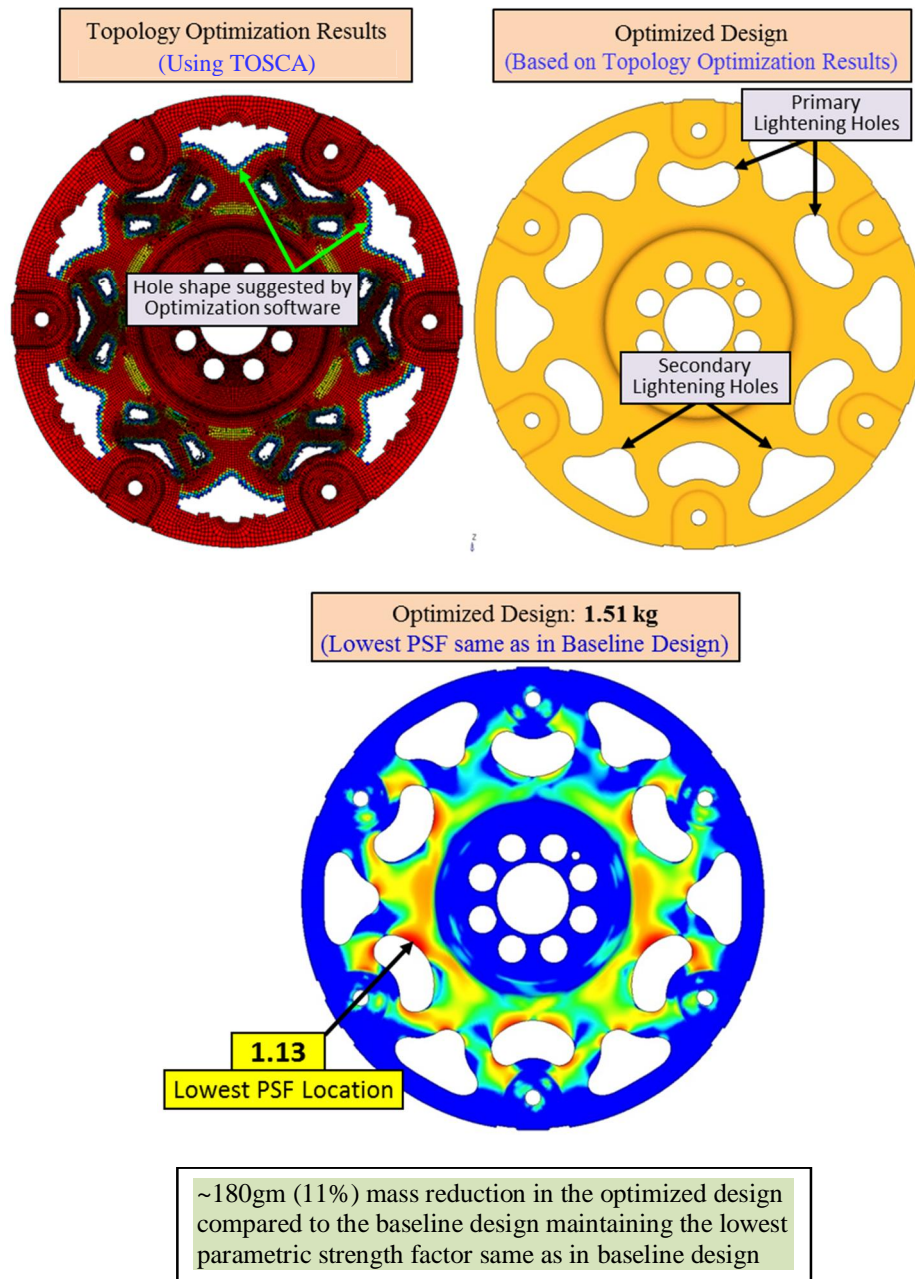 Topology Optimization Results
(Using TOSCA)
Optimized Design
(Based on Topology Optimization Results)
Primary
Lightening Holes
Hole shape suggested by
Optimization software
Secondary
Lightening Holes
z
Optimized Design: 1.51 kg
(Lowest PSF same as in Baseline Design)
1.13
Lowest PSF Location
~180gm (11%) mass reduction in the optimized design
compared to the baseline design maintaining the lowest
parametric strength factor same as in baseline design